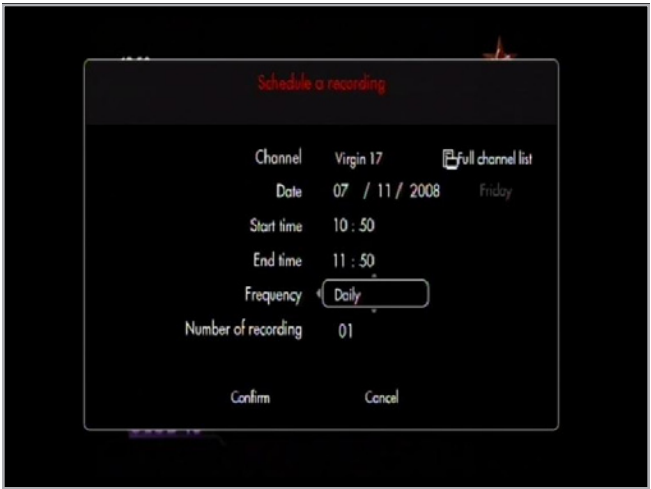 Schedule a recording
Channel Virgin 17 Full channel list
Date 07 / 11 / 2008 Friday
Start time 10 : 50
End time 11 : 50
Frequency Daily
Number of recording 01
Confirm Cancel